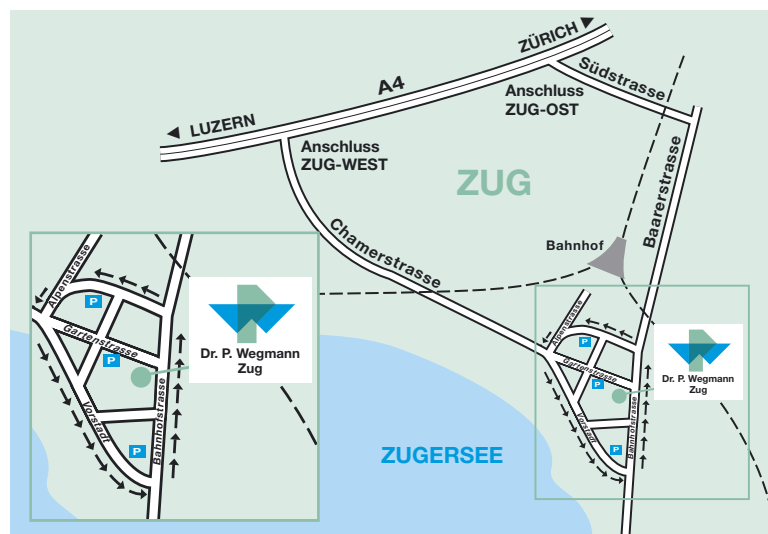 ZÜRICH
Südstrasse
A4
Anschluss
ZUG-OST
LUZERN
Anschluss
ZUG-WEST
ZUG
Baarerstrasse
Bahnhof
Chamerstrasse
ZUGERSEE
Alpenstrasse
P
Gartenstrasse
P
Vorstadt
Bahnhofstrasse
P
Dr. P. Wegmann
Zug
Alpenstrasse
P
Gartenstrasse
P
Vorstadt
Bahnhofstrasse
P
Dr. P. Wegmann
Zug